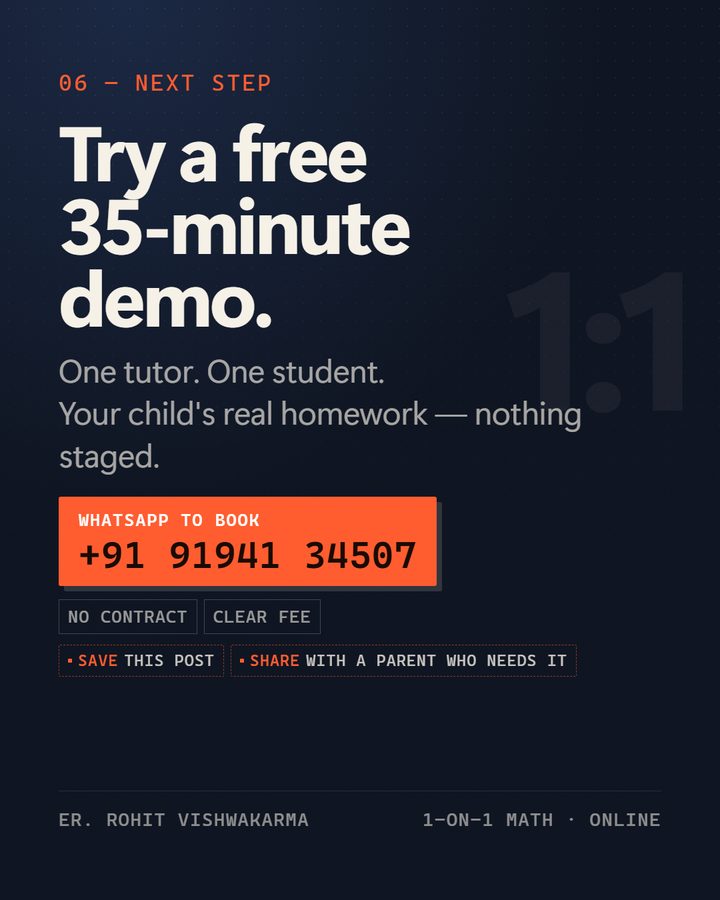 06 — NEXT STEP
Try a free
35-minute
demo.
1:1
One tutor. One student.
Your child's real homework — nothing
staged.
WHATSAPP TO BOOK
+91 91941 34507
NO CONTRACT CLEAR FEE
SAVE THIS POST SHARE WITH A PARENT WHO NEEDS IT
ER. ROHIT VISHWAKARMA 1–ON–1 MATH · ONLINE